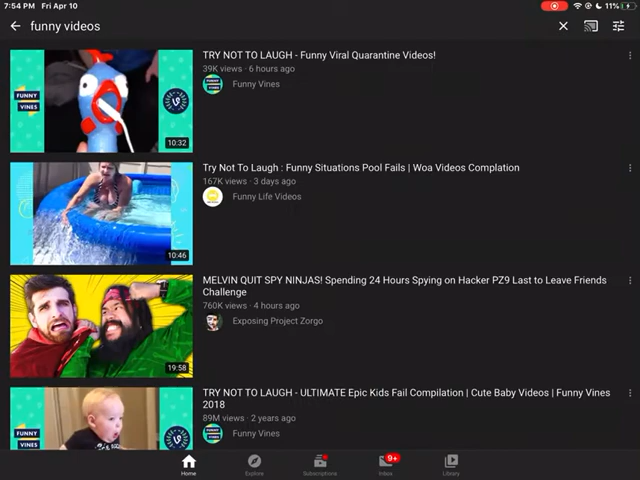 7:54 PM Fri Apr 10
11%
funny videos
TRY NOT TO LAUGH - Funny Viral Quarantine Videos!
39K views · 6 hours ago
Funny Vines
FUNNY
VINES
10:32
Try Not To Laugh : Funny Situations Pool Fails | Woa Videos Complation
167K views · 3 days ago
Funny Life Videos
10:46
MELVIN QUIT SPY NINJAS! Spending 24 Hours Spying on Hacker PZ9 Last to Leave Friends
Challenge
760K views · 4 hours ago
Exposing Project Zorgo
19:58
TRY NOT TO LAUGH - ULTIMATE Epic Kids Fail Compilation | Cute Baby Videos | Funny Vines
2018
89M views · 2 years ago
Funny Vines
FUNNY
VINES
9+
Home
Explore
Subscriptions
Inbox
Library